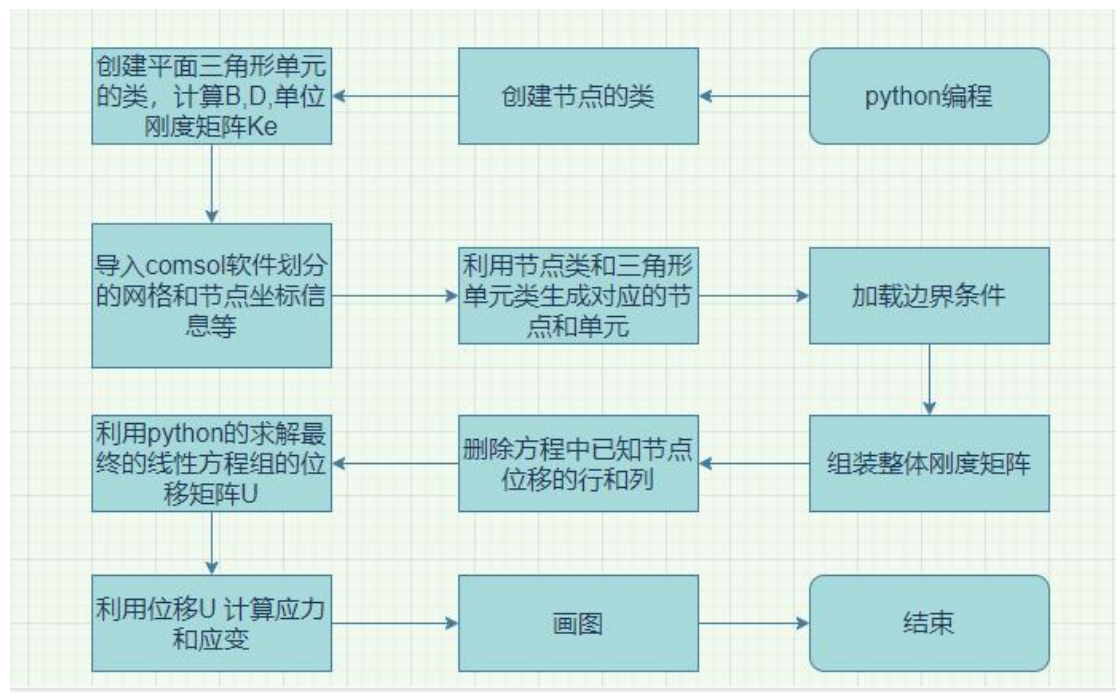 创建平面三角形单元
的类，计算B,D,单位
刚度矩阵Ke
创建节点的类
python编程
导入comsol软件划分
的网格和节点坐标信
息等
利用节点类和三角形
单元类生成对应的节
点和单元
加载边界条件
利用python的求解最
终的线性方程组的位
移矩阵U
删除方程中已知节点
位移的行和列
组装整体刚度矩阵
利用位移U 计算应力
和应变
画图
结束